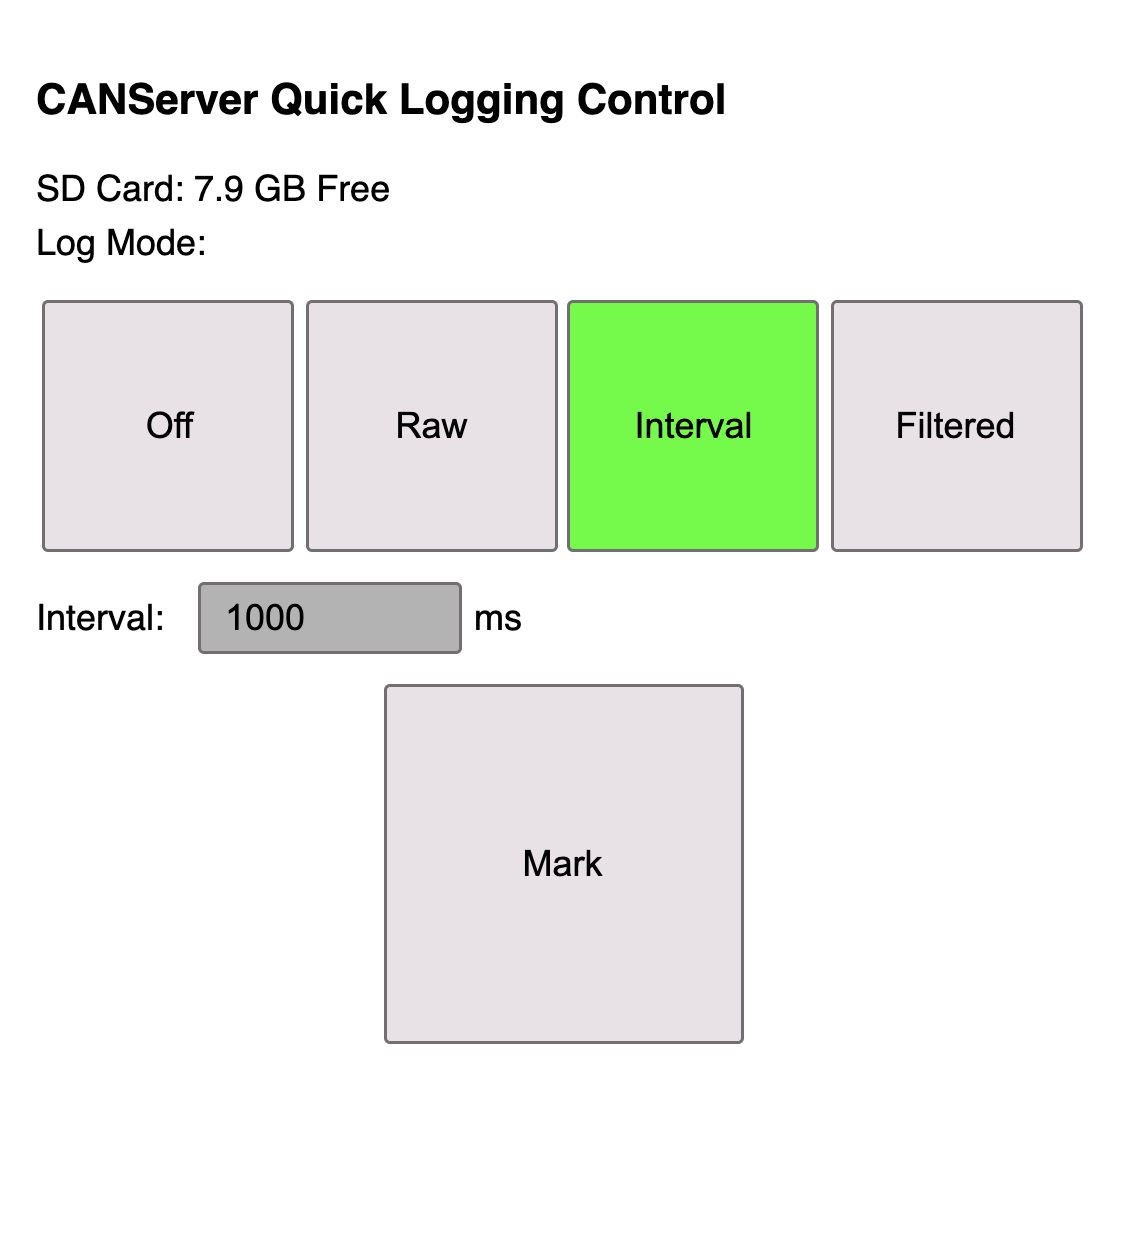 CANServer Quick Logging Control
SD Card: 7.9 GB Free
Log Mode:
Off Raw Interval Filtered
Interval: 1000 ms
Mark